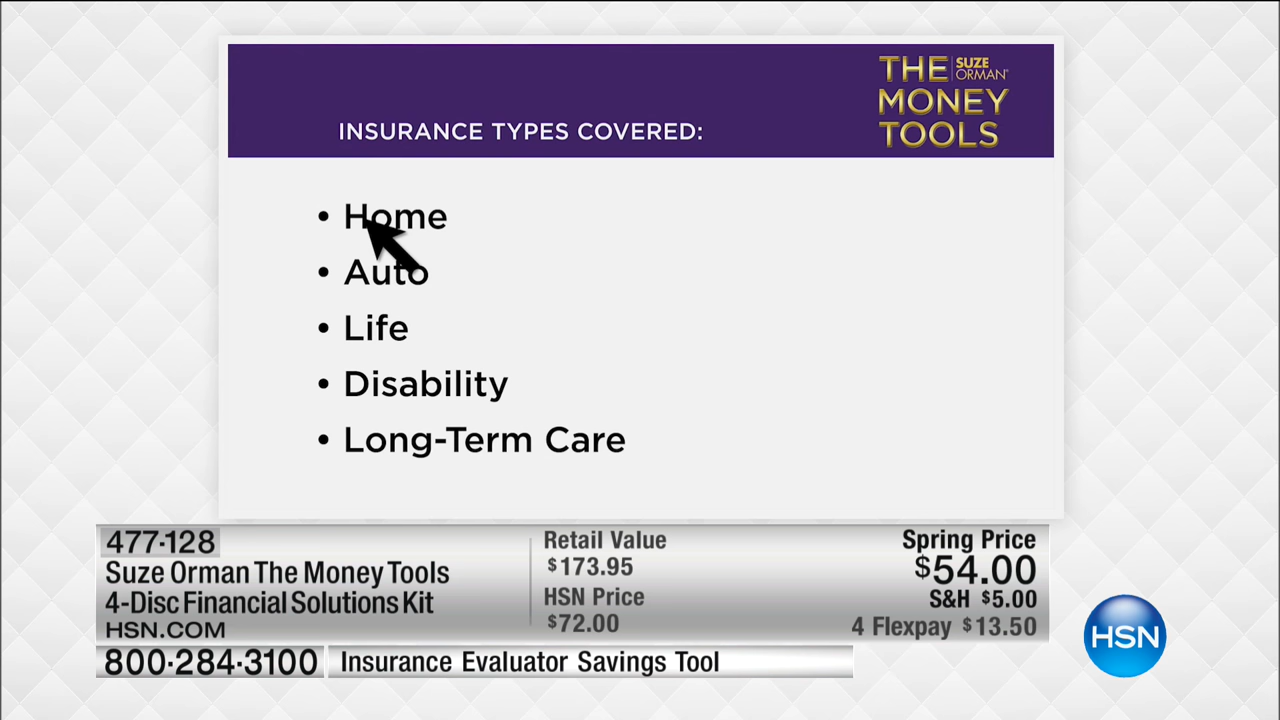 THE SUZE ORMAN®
MONEY
TOOLS
INSURANCE TYPES COVERED:
• Home
• Auto
• Life
• Disability
• Long-Term Care
477-128
Suze Orman The Money Tools
4-Disc Financial Solutions Kit
HSN.COM
Retail Value
$173.95
HSN Price
$72.00
Spring Price
$54.00
S&H $5.00
4 Flexpay $13.50
HSN
800-284-3100
Insurance Evaluator Savings Tool